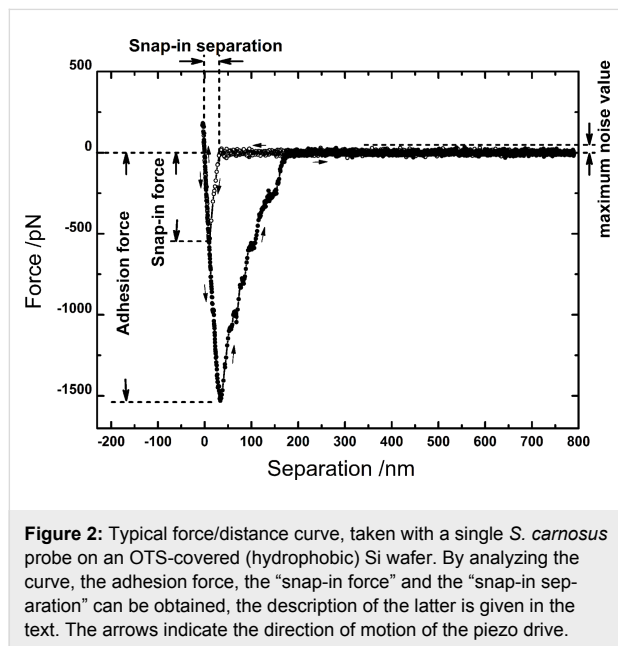 Snap-in separation
500
0
-500
-1000
-1500
Force /pN
Adhesion force
Snap-in force
maximum noise value
-200 -100 0 100 200 300 400 500 600 700 800
Separation /nm
Figure 2: Typical force/distance curve, taken with a single S. carnosus
probe on an OTS-covered (hydrophobic) Si wafer. By analyzing the
curve, the adhesion force, the “snap-in force” and the “snap-in sep-
aration” can be obtained, the description of the latter is given in the
text. The arrows indicate the direction of motion of the piezo drive.